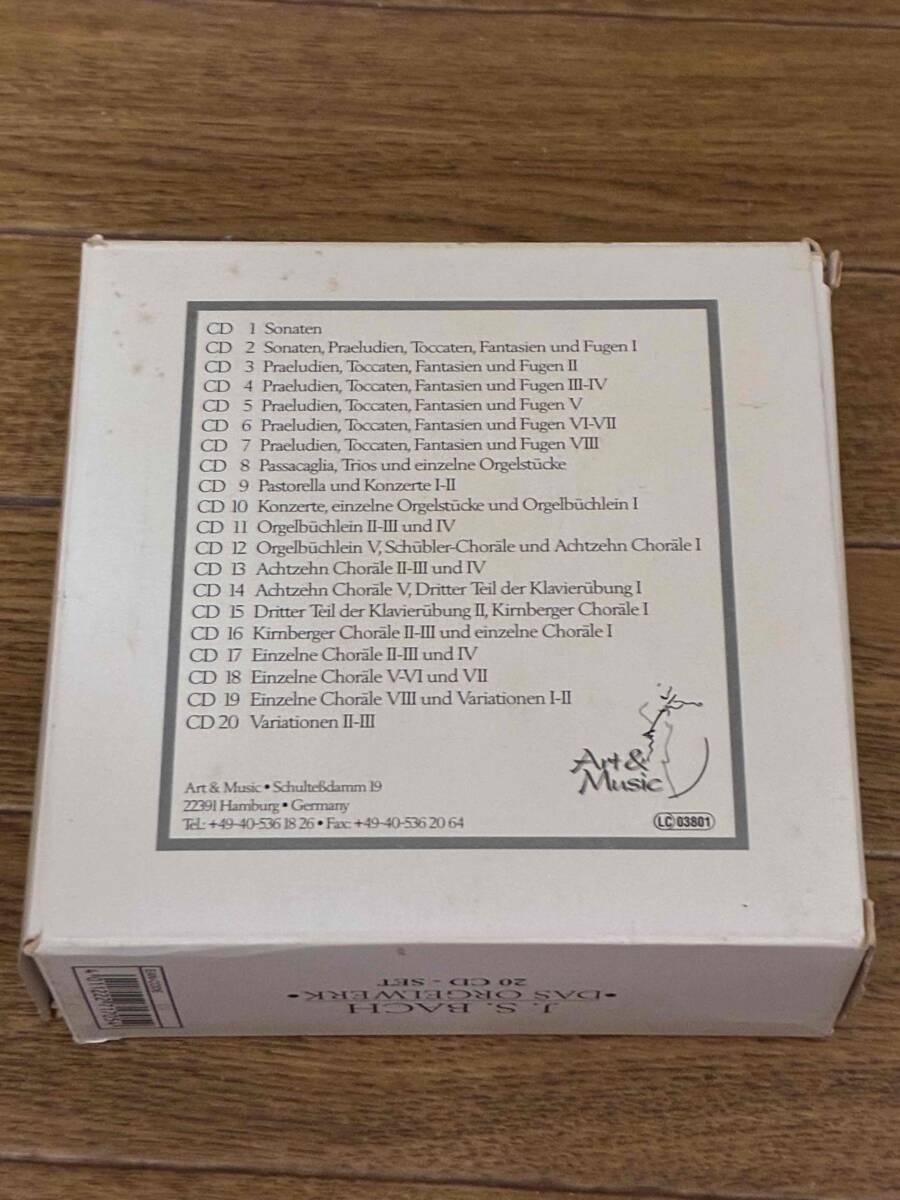 CD 1 Sonaten
CD 2 Sonaten, Praeludien, Toccaten, Fantasien und Fugen I
CD 3 Praeludien, Toccaten, Fantasien und Fugen II
CD 4 Praeludien, Toccaten, Fantasien und Fugen III-IV
CD 5 Praeludien, Toccaten, Fantasien und Fugen V
CD 6 Praeludien, Toccaten, Fantasien und Fugen VI-VII
CD 7 Praeludien, Toccaten, Fantasien und Fugen VIII
CD 8 Passacaglia, Trios und einzelne Orgelstücke
CD 9 Pastorella und Konzerte I-II
CD 10 Konzerte, einzelne Orgelstücke und Orgelbüchlein I
CD 11 Orgelbüchlein II-III und IV
CD 12 Orgelbüchlein V, Schübler-Choräle und Achtzehn Choräle I
CD 13 Achtzehn Choräle II-III und IV
CD 14 Achtzehn Choräle V, Dritter Teil der Klavierübung I
CD 15 Dritter Teil der Klavierübung II, Kirnberger Choräle I
CD 16 Kirnberger Choräle II-III und einzelne Choräle I
CD 17 Einzelne Choräle II-III und IV
CD 18 Einzelne Choräle V-VI und VII
CD 19 Einzelne Choräle VIII und Variationen I-II
CD 20 Variationen II-III
Art & Music
Art & Music • Schulteßdamm 19
22391 Hamburg • Germany
Tel.: +49-40-536 18 26 • Fax: +49-40-536 20 64
LC 03801
J. S. BACH
•DAS ORGELWERK•
20 CD - SET
EAN-CODE